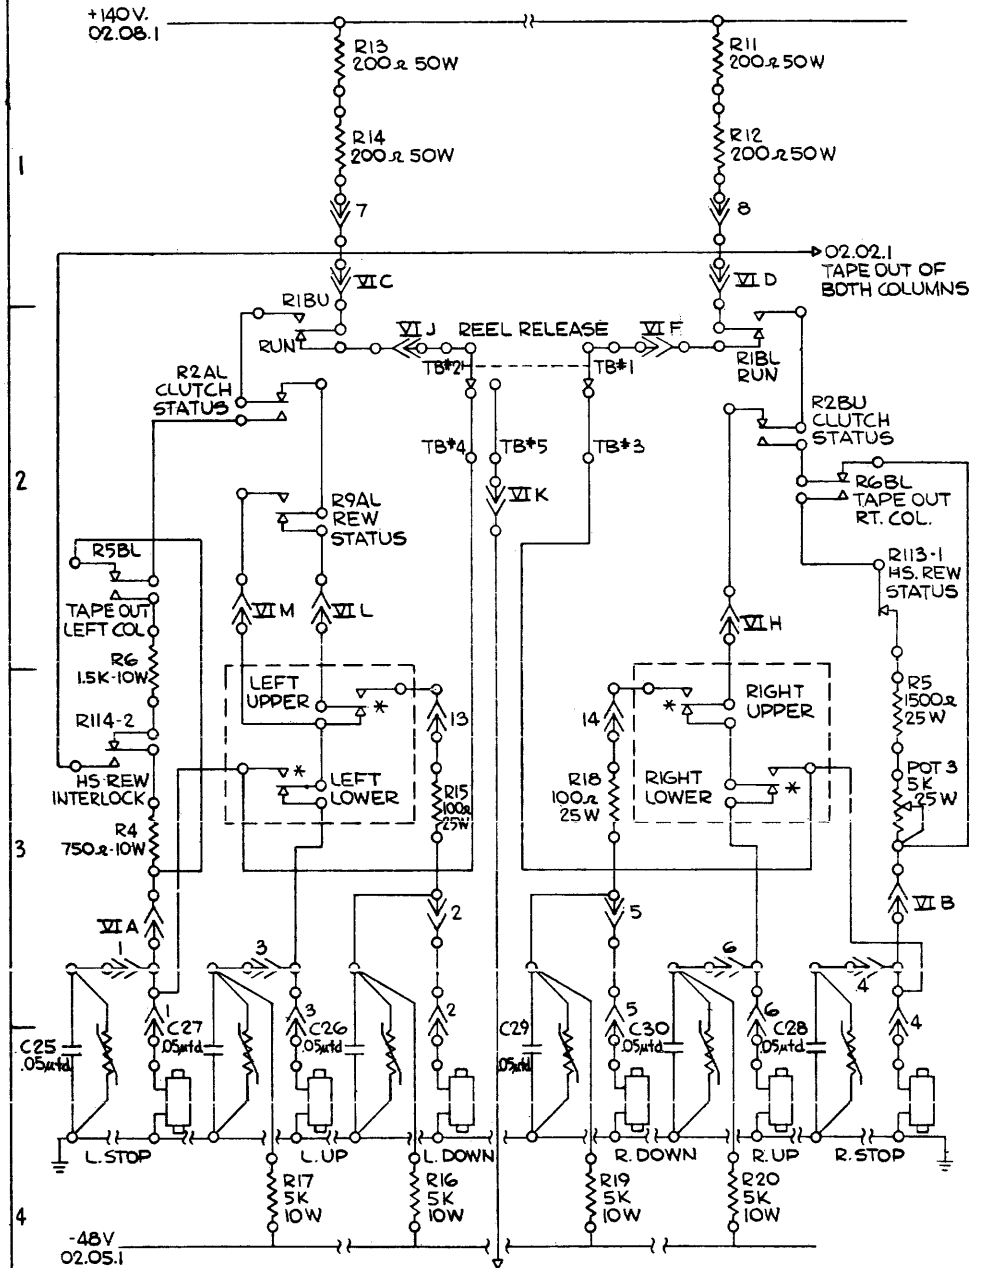 +140V.
02.08.1
R13
200Ω 50W
R11
200Ω 50W
R14
200Ω 50W
R12
200Ω 50W
1
7
8
02.02.1
TAPE OUT OF
BOTH COLUMNS
VI C
VI D
R1BU
RUN
VI J
REEL RELEASE
VI F
R1BL
RUN
TB#2
TB#1
R2AL
CLUTCH
STATUS
R2BU
CLUTCH
STATUS
TB#4
TB#5
TB#3
2
VI K
R9AL
REW
STATUS
R6BL
TAPE OUT
RT. COL.
R5BL
R113-1
HS. REW
STATUS
TAPE OUT
LEFT COL
VI M
VI L
VI H
R6
1.5K-10W
LEFT
UPPER
*
13
14
*
RIGHT
UPPER
R5
1500Ω
25W
R114-2
HS-REW
INTERLOCK
*
LEFT
LOWER
R15
100Ω
25W
R18
100Ω
25W
RIGHT
LOWER
*
POT 3
5K
25W
R4
750Ω-10W
3
VI A
2
5
VI B
1
3
6
4
1
3
2
5
6
4
C25
.05µfd
C27
.05µfd
C26
.05µfd
C29
.05µfd
C30
.05µfd
C28
.05µfd
L. STOP
L. UP
L. DOWN
R. DOWN
R. UP
R. STOP
R17
5K
10W
R16
5K
10W
R19
5K
10W
R20
5K
10W
4
-48V
02.05.1